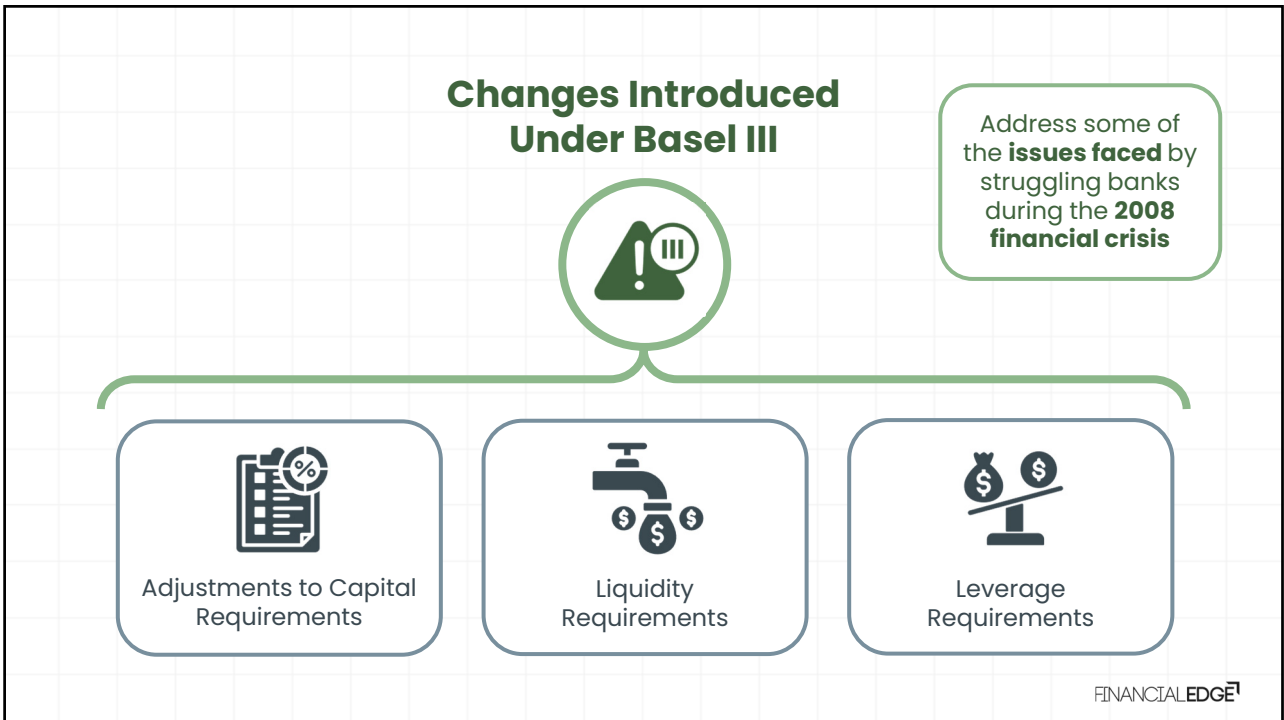 Changes Introduced
Under Basel III
Address some of
the issues faced by
struggling banks
during the 2008
financial crisis
III
%
$ $
$ $ $
Adjustments to Capital
Requirements
Liquidity
Requirements
Leverage
Requirements
FINANCIALEDGE